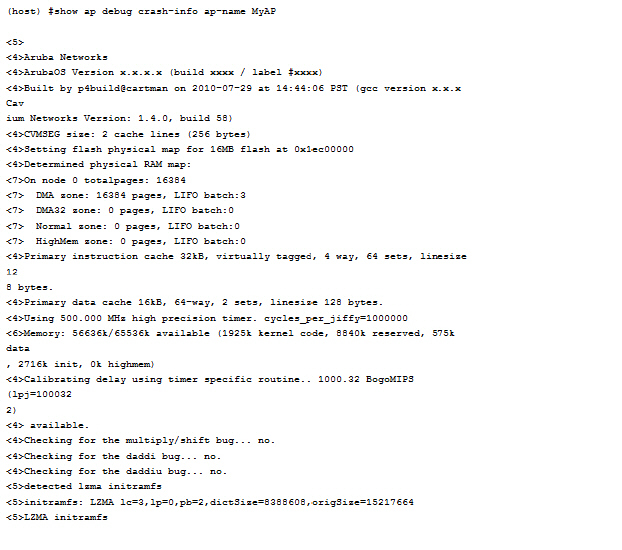 (host) #show ap debug crash-info ap-name MyAP
<5>
<4>Aruba Networks
<4>ArubaOS Version x.x.x.x (build xxxx / label #xxxx)
<4>Built by p4build@cartman on 2010-07-29 at 14:44:06 PST (gcc version x.x.x
Cav
ium Networks Version: 1.4.0, build 58)
<4>CVMSEG size: 2 cache lines (256 bytes)
<4>Setting flash physical map for 16MB flash at 0x1ec00000
<4>Determined physical RAM map:
<7>On node 0 totalpages: 16384
<7>  DMA zone: 16384 pages, LIFO batch:3
<7>  DMA32 zone: 0 pages, LIFO batch:0
<7>  Normal zone: 0 pages, LIFO batch:0
<7>  HighMem zone: 0 pages, LIFO batch:0
<4>Primary instruction cache 32kB, virtually tagged, 4 way, 64 sets, linesize
12
8 bytes.
<4>Primary data cache 16kB, 64-way, 2 sets, linesize 128 bytes.
<4>Using 500.000 MHz high precision timer. cycles_per_jiffy=1000000
<6>Memory: 56636k/65536k available (1925k kernel code, 8840k reserved, 575k
data
, 2716k init, 0k highmem)
<4>Calibrating delay using timer specific routine.. 1000.32 BogoMIPS
(lpj=100032
2)
<4> available.
<4>Checking for the multiply/shift bug... no.
<4>Checking for the daddi bug... no.
<4>Checking for the daddiu bug... no.
<5>detected lzma initramfs
<5>initramfs: LZMA lc=3,lp=0,pb=2,dictSize=8388608,origSize=15217664
<5>LZMA initramfs